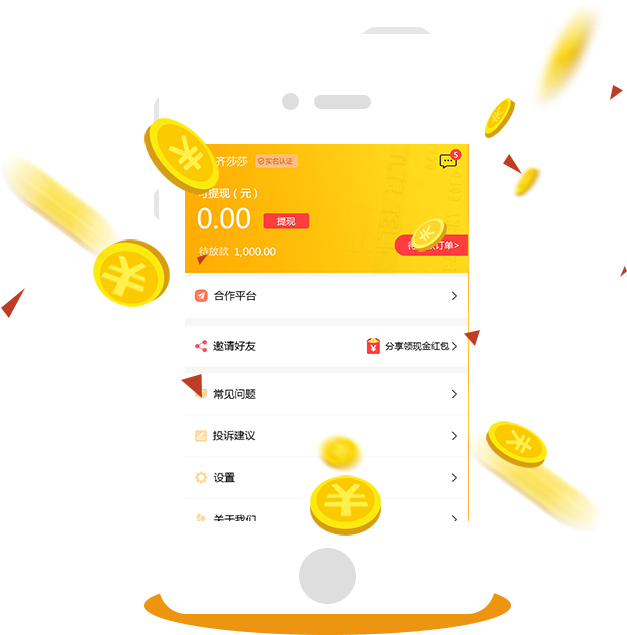 齐莎莎 实名认证 5
可提现 ( 元 )
0.00 提现
待放款 1,000.00
订单>
合作平台
邀请好友 分享领现金红包
常见问题
投诉建议
设置
关于我们